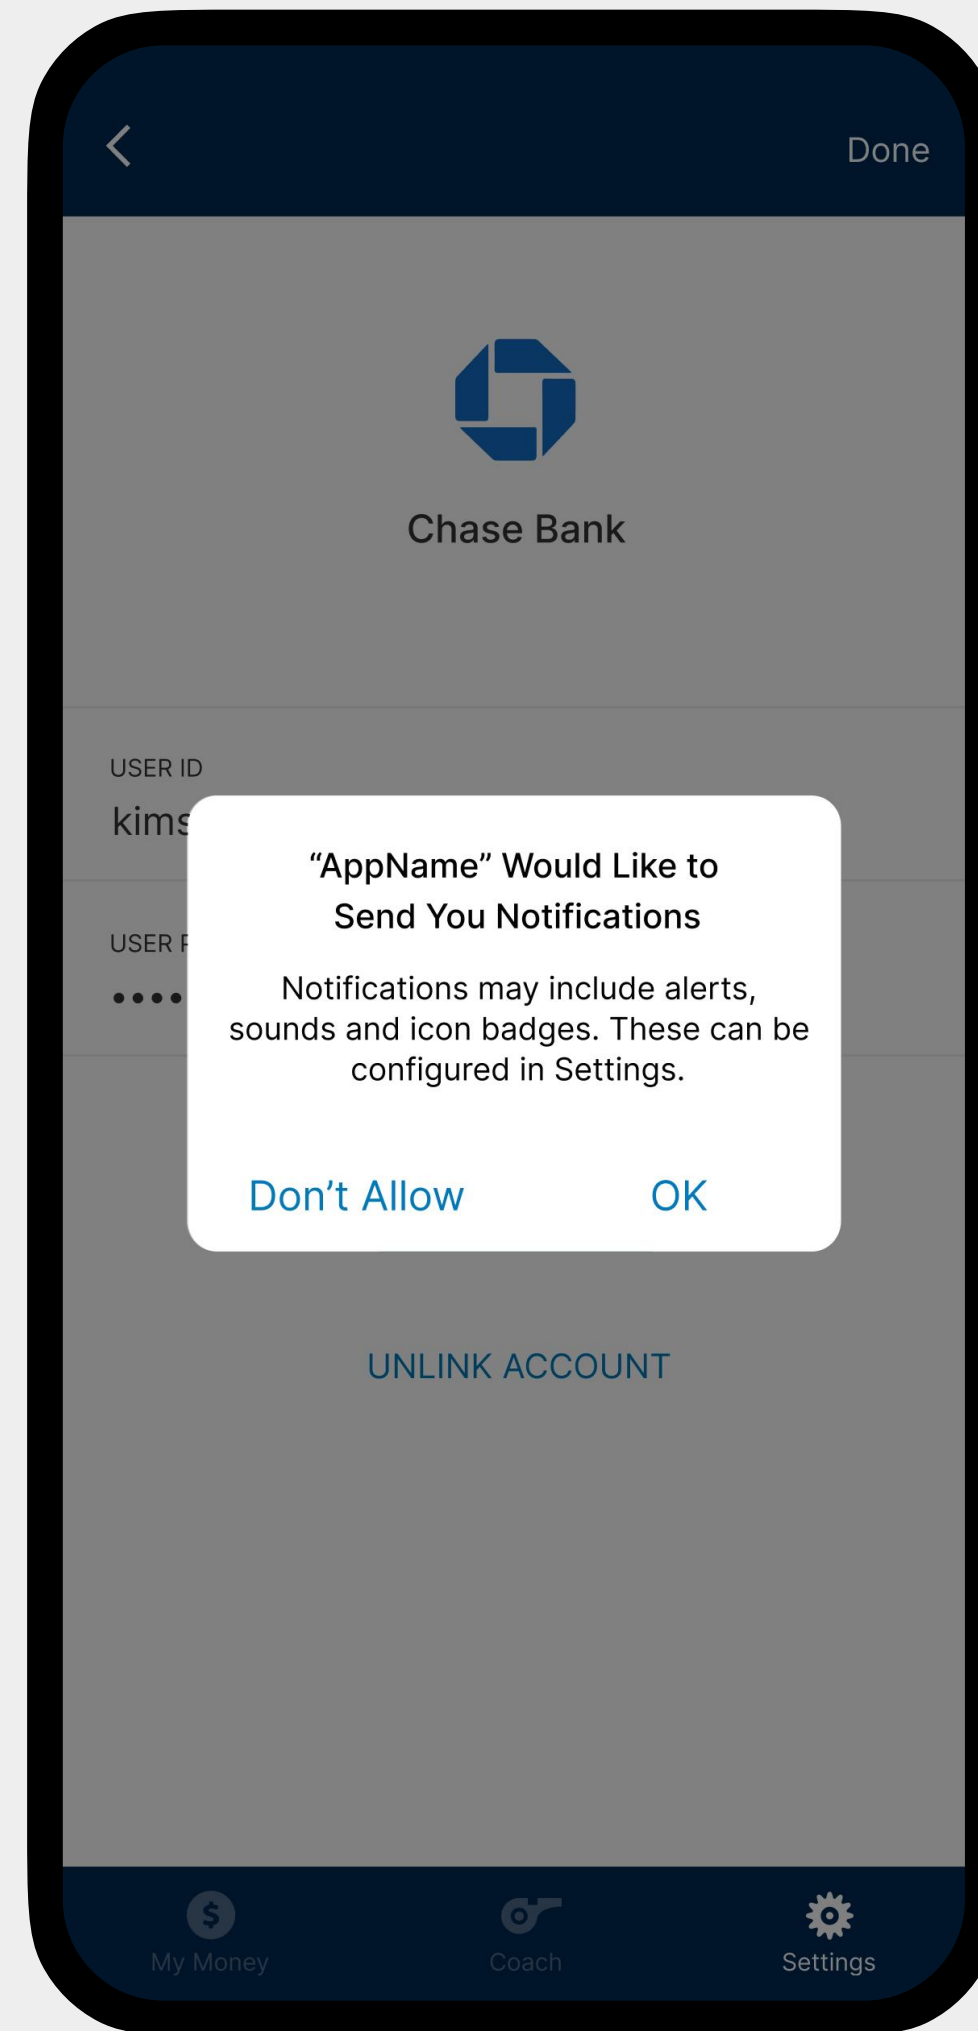 Done
Chase Bank
USER ID
“AppName” Would Like to
Send You Notifications
USER
Notifications may include alerts,
sounds and icon badges. These can be
configured in Settings.
Don’t Allow
OK
UNLINK ACCOUNT
$
My Money
Coach
Settings